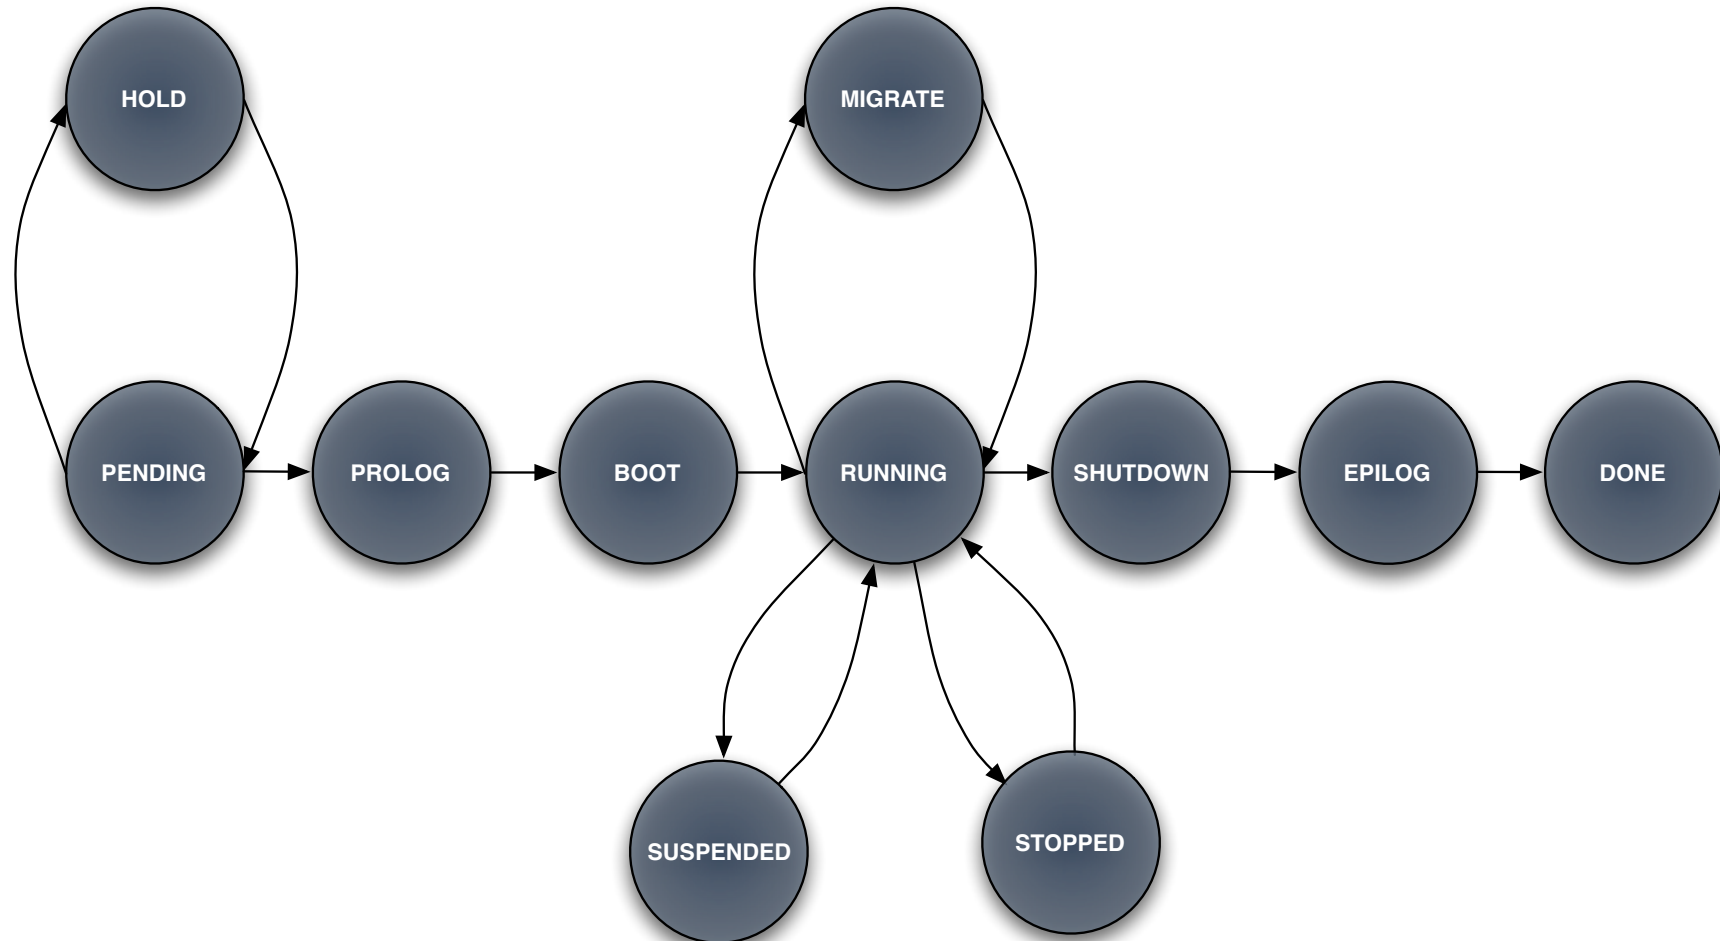 HOLD
MIGRATE
PENDING
PROLOG
BOOT
RUNNING
SHUTDOWN
EPILOG
DONE
SUSPENDED
STOPPED